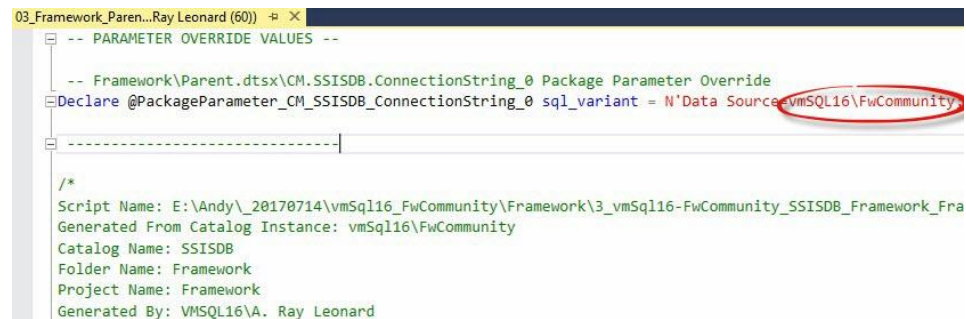 03_Framework_Paren...Ray Leonard (60))
-- PARAMETER OVERRIDE VALUES --
-- Framework\Parent.dtsx\CM.SSISDB.ConnectionString_0 Package Parameter Override
Declare @PackageParameter_CM_SSISDB_ConnectionString_0 sql_variant = N'Data Source=vmSQL16\FwCommunity;
--------------------------------
/*
Script Name: E:\Andy\_20170714\vmSql16_FwCommunity\Framework\3_vmSql16-FwCommunity_SSISDB_Framework_Fra
Generated From Catalog Instance: vmSql16\FwCommunity
Catalog Name: SSISDB
Folder Name: Framework
Project Name: Framework
Generated By: VMSQL16\A. Ray Leonard